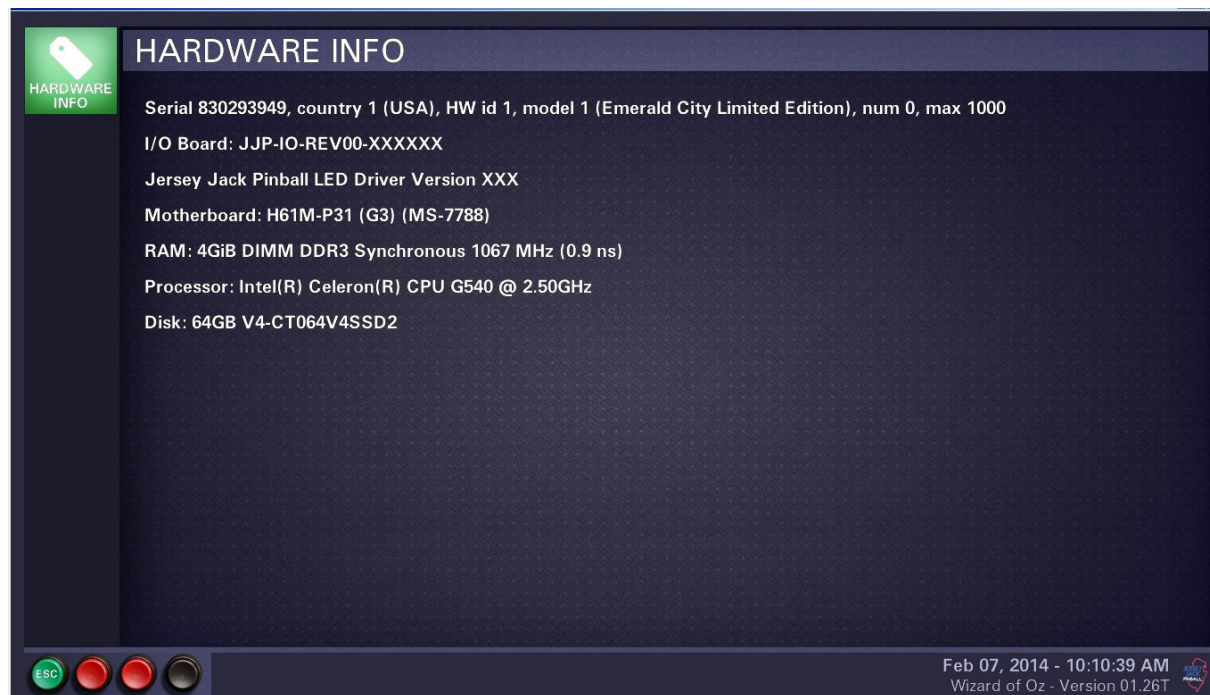 HARDWARE INFO
HARDWARE
INFO
Serial 830293949, country 1 (USA), HW id 1, model 1 (Emerald City Limited Edition), num 0, max 1000
I/O Board: JJP-IO-REV00-XXXXXX
Jersey Jack Pinball LED Driver Version XXX
Motherboard: H61M-P31 (G3) (MS-7788)
RAM: 4GiB DIMM DDR3 Synchronous 1067 MHz (0.9 ns)
Processor: Intel(R) Celeron(R) CPU G540 @ 2.50GHz
Disk: 64GB V4-CT064V4SSD2
ESC
Feb 07, 2014 - 10:10:39 AM
Wizard of Oz - Version 01.26T
JERSEY
JACK
PINBALL